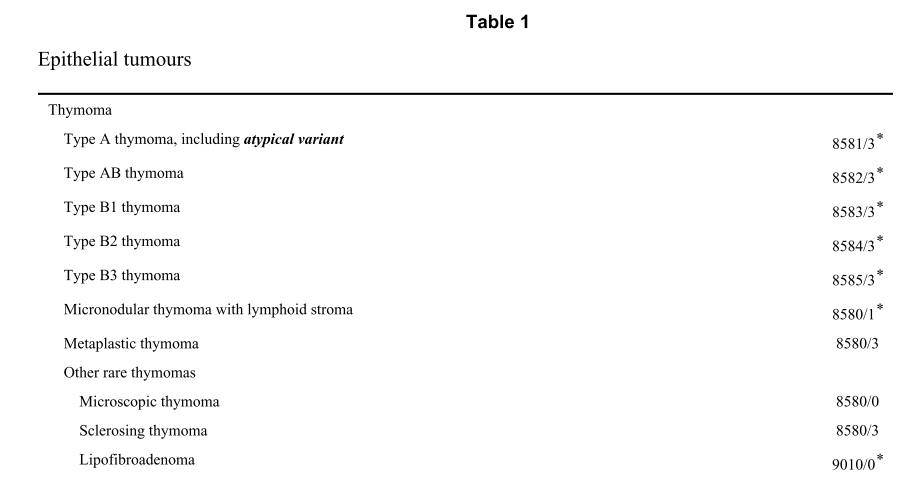 Table 1
Epithelial tumours
Thymoma
Type A thymoma, including atypical variant 8581/3*
Type AB thymoma 8582/3*
Type B1 thymoma 8583/3*
Type B2 thymoma 8584/3*
Type B3 thymoma 8585/3*
Micronodular thymoma with lymphoid stroma 8580/1*
Metaplastic thymoma 8580/3
Other rare thymomas
Microscopic thymoma 8580/0
Sclerosing thymoma 8580/3
Lipofibroadenoma 9010/0*